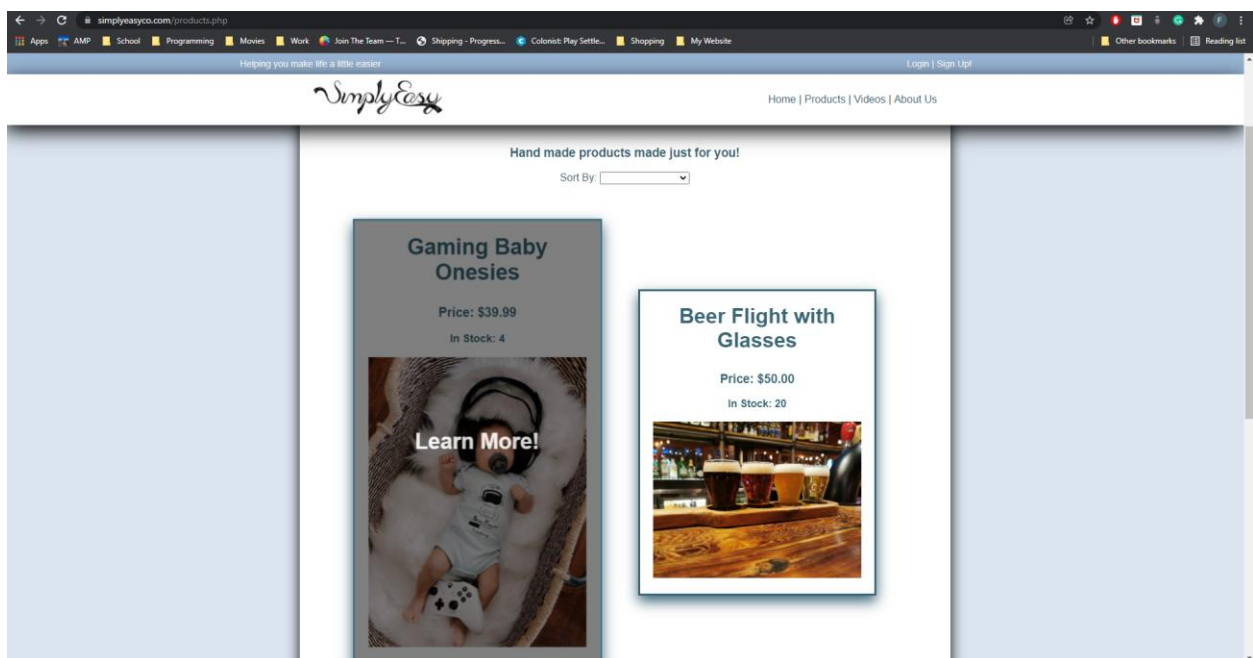 simplyeasyco.com/products.php
Apps AMP School Programming Movies Work Join The Team — T... Shipping - Progress... Colonist: Play Settle... Shopping My Website Other bookmarks Reading list
Helping you make life a little easier Login | Sign Up!
SimplyEasy Home | Products | Videos | About Us
Hand made products made just for you!
Sort By:
Gaming Baby
Onesies
Price: $39.99
In Stock: 4
Learn More!
Beer Flight with
Glasses
Price: $50.00
In Stock: 20